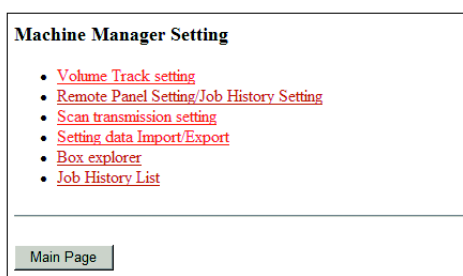 Machine Manager Setting
Volume Track setting
Remote Panel Setting/Job History Setting
Scan transmission setting
Setting data Import/Export
Box explorer
Job History List
Main Page